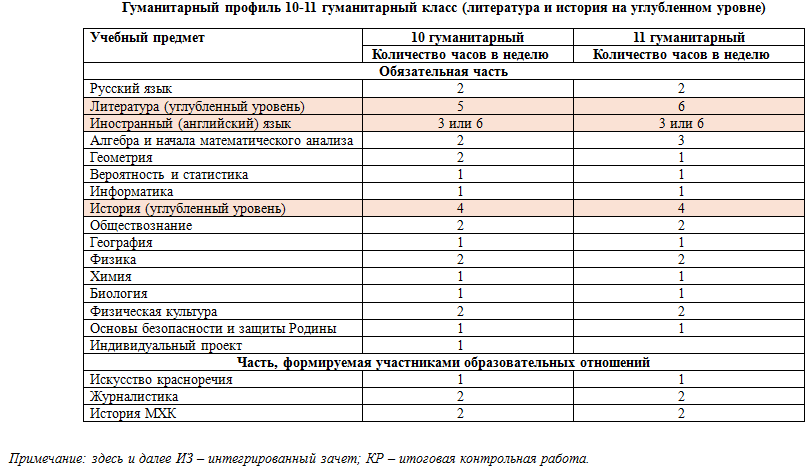 Гуманитарный профиль 10-11 гуманитарный класс (литература и история на углубленном уровне)
Учебный предмет 10 гуманитарный 11 гуманитарный
Количество часов в неделю Количество часов в неделю
Обязательная часть
Русский язык 2 2
Литература (углубленный уровень) 5 6
Иностранный (английский) язык 3 или 6 3 или 6
Алгебра и начала математического анализа 2 3
Геометрия 2 1
Вероятность и статистика 1 1
Информатика 1 1
История (углубленный уровень) 4 4
Обществознание 2 2
География 1 1
Физика 2 2
Химия 1 1
Биология 1 1
Физическая культура 2 2
Основы безопасности и защиты Родины 1 1
Индивидуальный проект 1
Часть, формируемая участниками образовательных отношений
Искусство красноречия 1 1
Журналистика 2 2
История МХК 2 2
Примечание: здесь и далее ИЗ – интегрированный зачет; КР – итоговая контрольная работа.